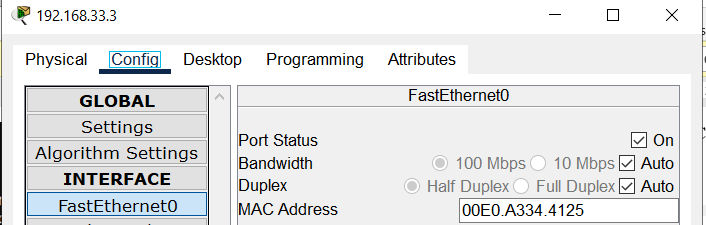 192.168.33.3
Physical Config Desktop Programming Attributes
GLOBAL
Settings
Algorithm Settings
INTERFACE
FastEthernet0
FastEthernet0
Port Status On
Bandwidth 100 Mbps 10 Mbps Auto
Duplex Half Duplex Full Duplex Auto
MAC Address 00E0.A334.4125